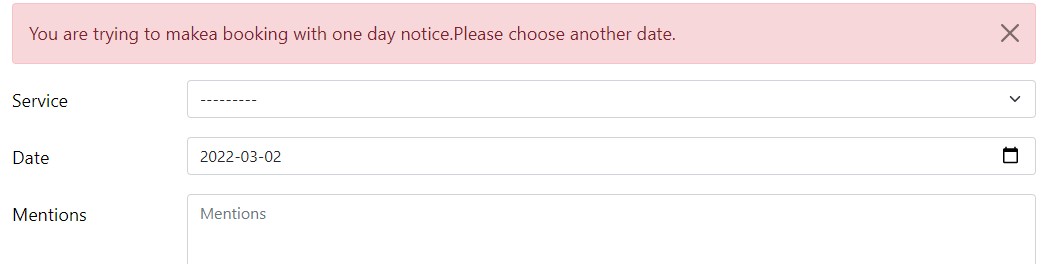 You are trying to makea booking with one day notice.Please choose another date.
Service ---------
Date 2022-03-02
Mentions Mentions